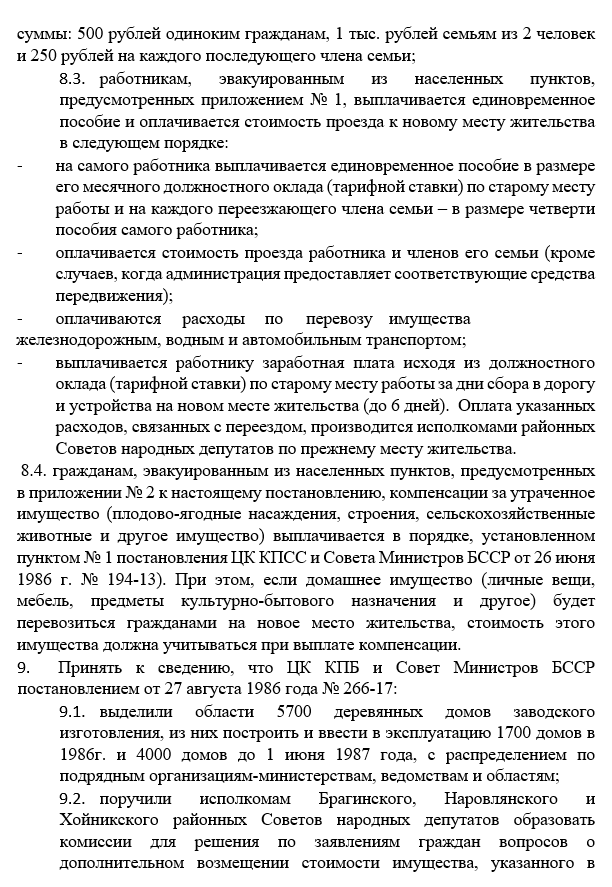 суммы: 500 рублей одиноким гражданам, 1 тыс. рублей семьям из 2 человек
и 250 рублей на каждого последующего члена семьи;
8.3. работникам, эвакуированным из населенных пунктов,
предусмотренных приложением № 1, выплачивается единовременное
пособие и оплачивается стоимость проезда к новому месту жительства
в следующем порядке:
- на самого работника выплачивается единовременное пособие в размере
его месячного должностного оклада (тарифной ставки) по старому месту
работы и на каждого переезжающего члена семьи – в размере четверти
пособия самого работника;
- оплачивается стоимость проезда работника и членов его семьи (кроме
случаев, когда администрация предоставляет соответствующие средства
передвижения);
- оплачиваются расходы по перевозу имущества
железнодорожным, водным и автомобильным транспортом;
- выплачивается работнику заработная плата исходя из должностного
оклада (тарифной ставки) по старому месту работы за дни сбора в дорогу
и устройства на новом месте жительства (до 6 дней). Оплата указанных
расходов, связанных с переездом, производится исполкомами районных
Советов народных депутатов по прежнему месту жительства.
8.4. гражданам, эвакуированным из населенных пунктов, предусмотренных
в приложении № 2 к настоящему постановлению, компенсации за утраченное
имущество (плодово-ягодные насаждения, строения, сельскохозяйственные
животные и другое имущество) выплачивается в порядке, установленном
пунктом № 1 постановления ЦК КПСС и Совета Министров БССР от 26 июня
1986 г. № 194-13). При этом, если домашнее имущество (личные вещи,
мебель, предметы культурно-бытового назначения и другое) будет
перевозиться гражданами на новое место жительства, стоимость этого
имущества должна учитываться при выплате компенсации.
9. Принять к сведению, что ЦК КПБ и Совет Министров БССР
постановлением от 27 августа 1986 года № 266-17:
9.1. выделили области 5700 деревянных домов заводского
изготовления, из них построить и ввести в эксплуатацию 1700 домов в
1986г. и 4000 домов до 1 июня 1987 года, с распределением по
подрядным организациям-министерствам, ведомствам и областям;
9.2. поручили исполкомам Брагинского, Наровлянского и
Хойникского районных Советов народных депутатов образовать
комиссии для решения по заявлениям граждан вопросов о
дополнительном возмещении стоимости имущества, указанного в